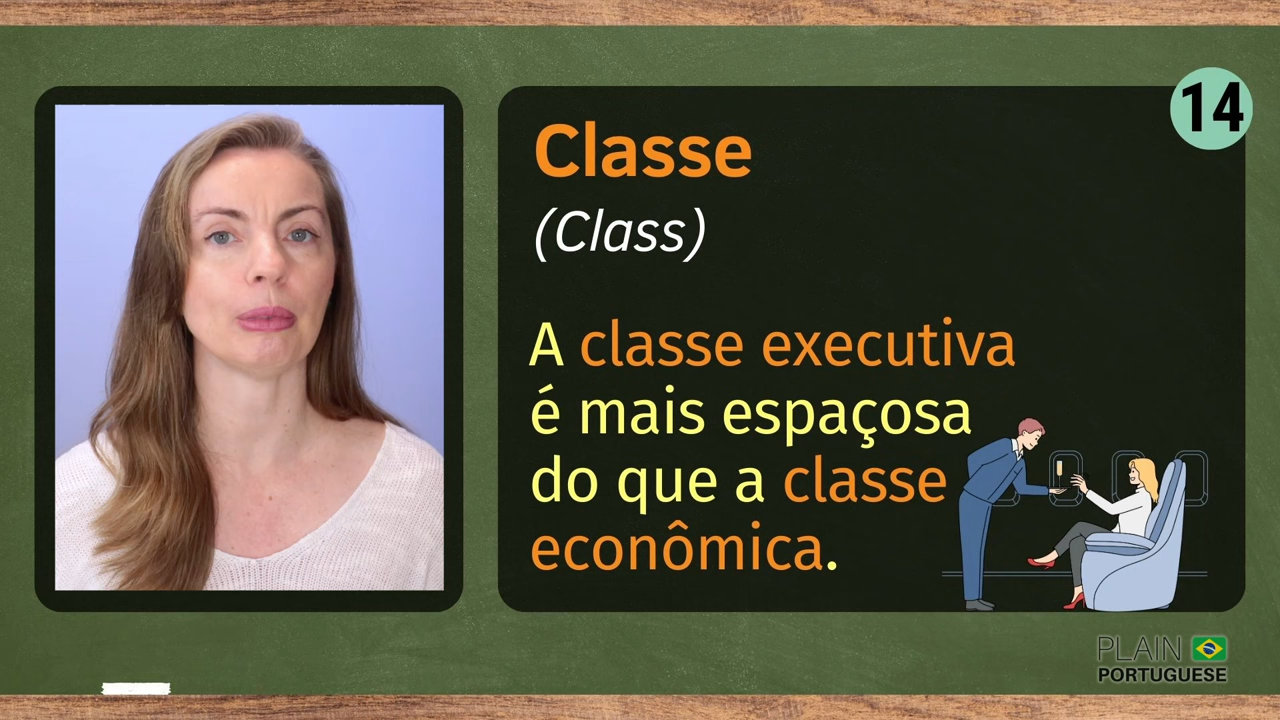 14
Classe
(Class)
A classe executiva
é mais espaçosa
do que a classe
econômica.
PLAIN
PORTUGUESE